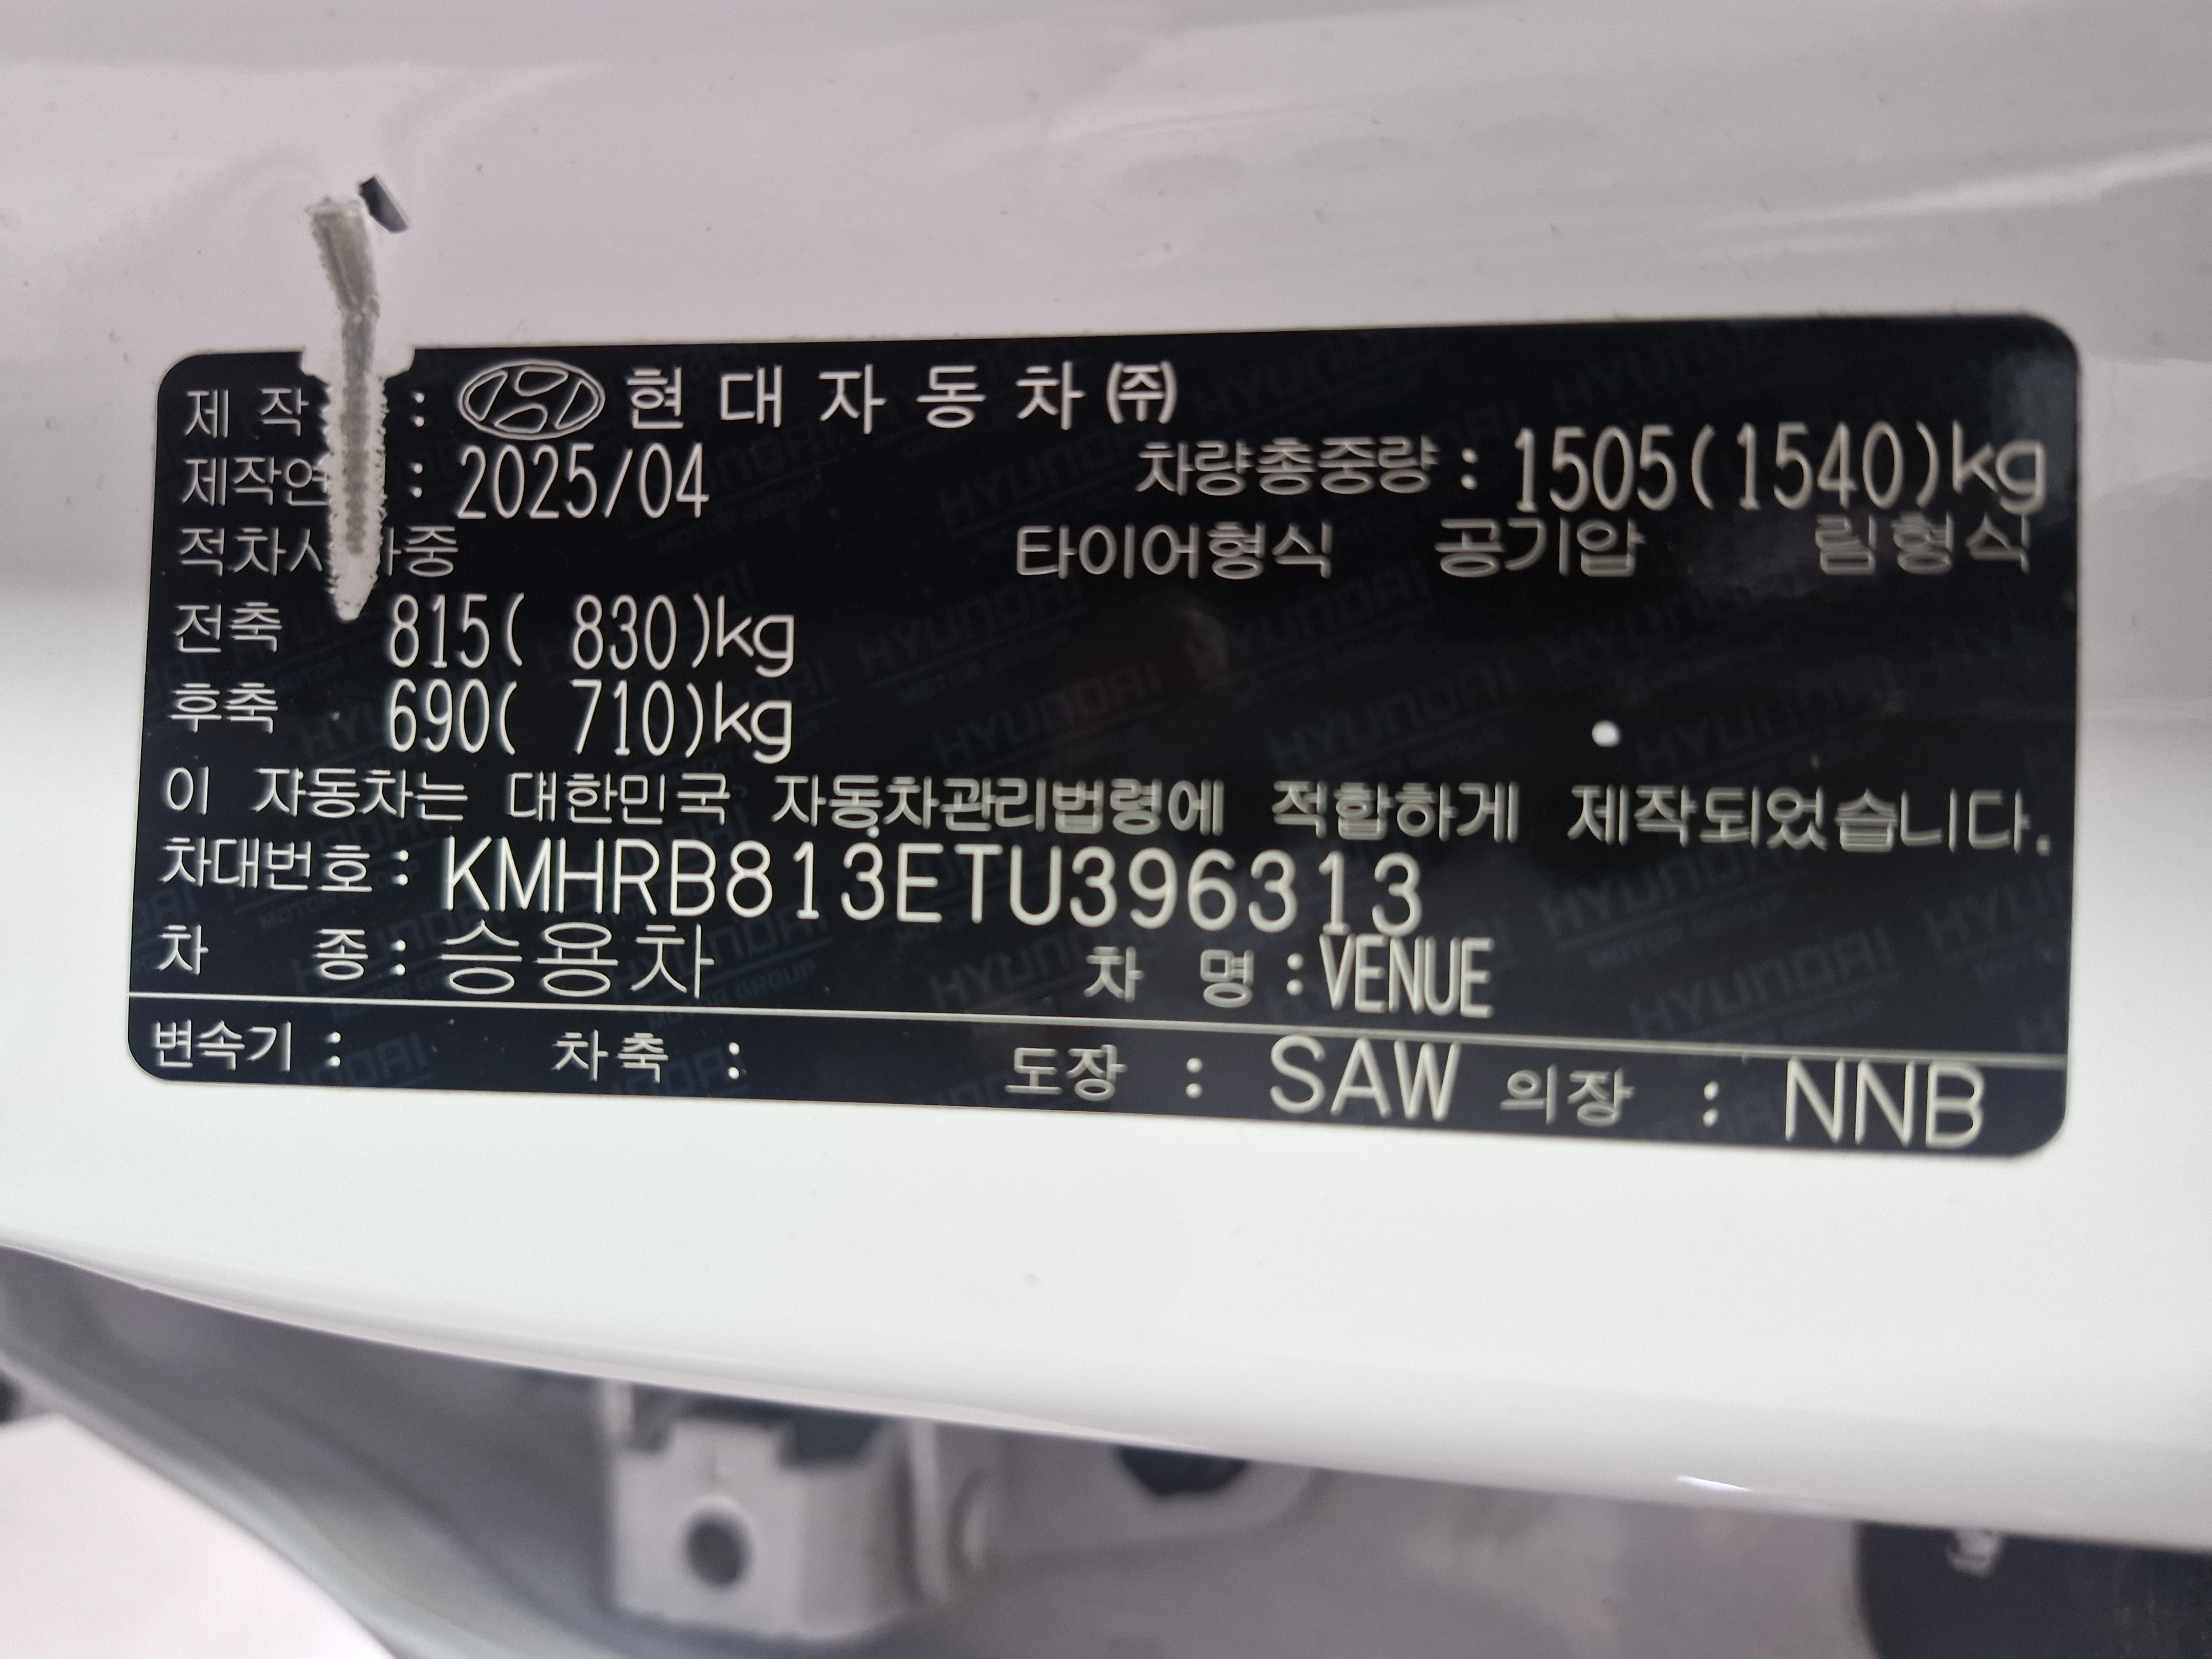 제 작 : 현 대 자 동 차 ㈜
: 2025/04 차량총중량 : 1505(1540)kg
타이어형식 공기압 림형식
전축 815( 830)kg
후축 690( 710)kg
이 자동차는 대한민국 자동차관리법령에 적합하게 제작되었습니다.
차대번호 : KMHRB813ETU396313
차 종 : 승용차 차 명 : VENUE
변속기 : 차축 : 도장 : SAW 의장 : NNB